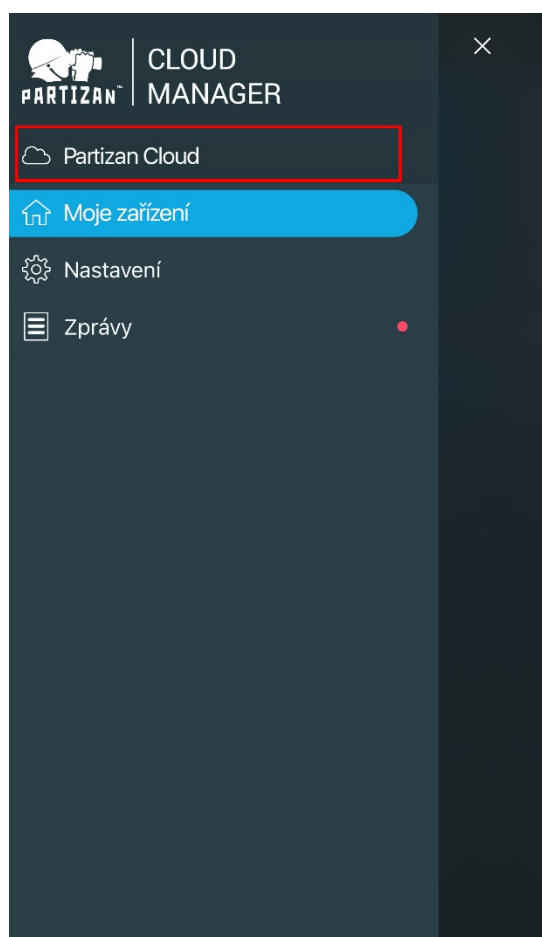 PARTIZAN™
CLOUD
MANAGER
Partizan Cloud
Moje zařízení
Nastavení
Zprávy